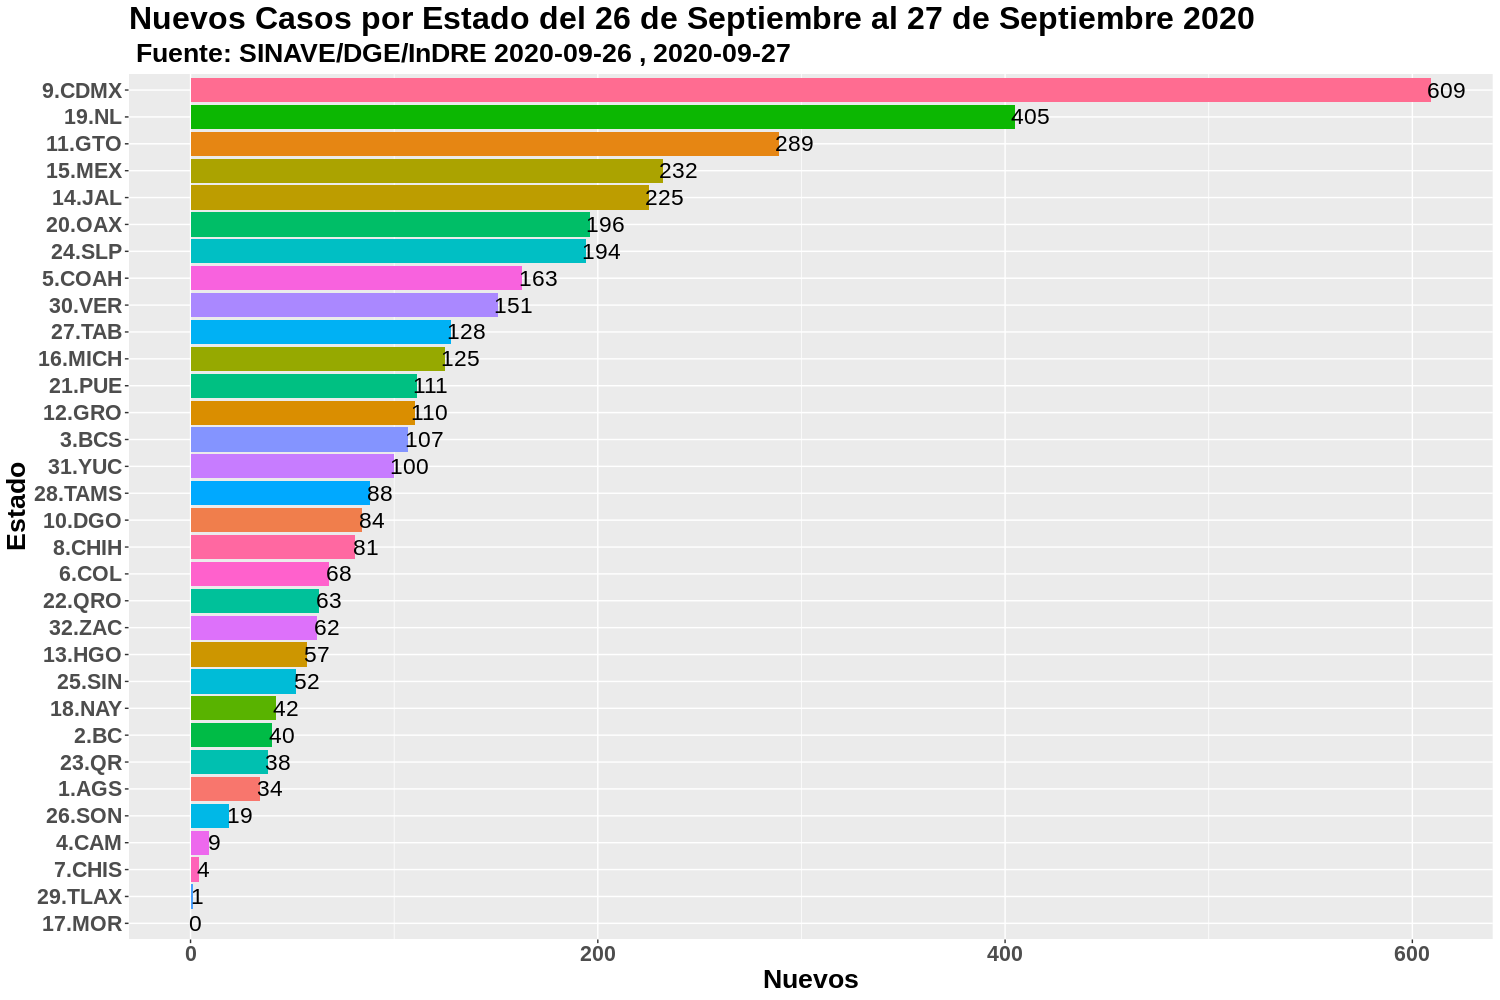 Nuevos Casos por Estado del 26 de Septiembre al 27 de Septiembre 2020
Fuente: SINAVE/DGE/InDRE 2020-09-26 , 2020-09-27
Estado
9.CDMX 609
19.NL 405
11.GTO 289
15.MEX 232
14.JAL 225
20.OAX 196
24.SLP 194
5.COAH 163
30.VER 151
27.TAB 128
16.MICH 125
21.PUE 111
12.GRO 110
3.BCS 107
31.YUC 100
28.TAMS 88
10.DGO 84
8.CHIH 81
6.COL 68
22.QRO 63
32.ZAC 62
13.HGO 57
25.SIN 52
18.NAY 42
2.BC 40
23.QR 38
1.AGS 34
26.SON 19
4.CAM 9
7.CHIS 4
29.TLAX 1
17.MOR 0
0 200 400 600
Nuevos